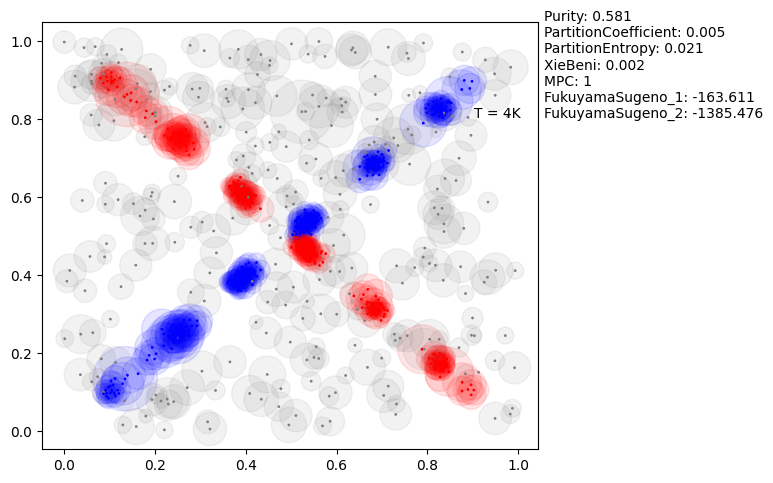 Purity: 0.581
PartitionCoefficient: 0.005
PartitionEntropy: 0.021
XieBeni: 0.002
MPC: 1
FukuyamaSugeno_1: -163.611
FukuyamaSugeno_2: -1385.476
T = 4K
1.0
0.8
0.6
0.4
0.2
0.0
0.0 0.2 0.4 0.6 0.8 1.0